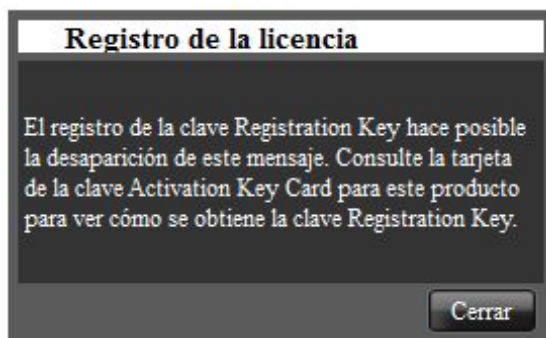 Registro de la licencia
El registro de la clave Registration Key hace posible
la desaparición de este mensaje. Consulte la tarjeta
de la clave Activation Key Card para este producto
para ver cómo se obtiene la clave Registration Key.
Cerrar